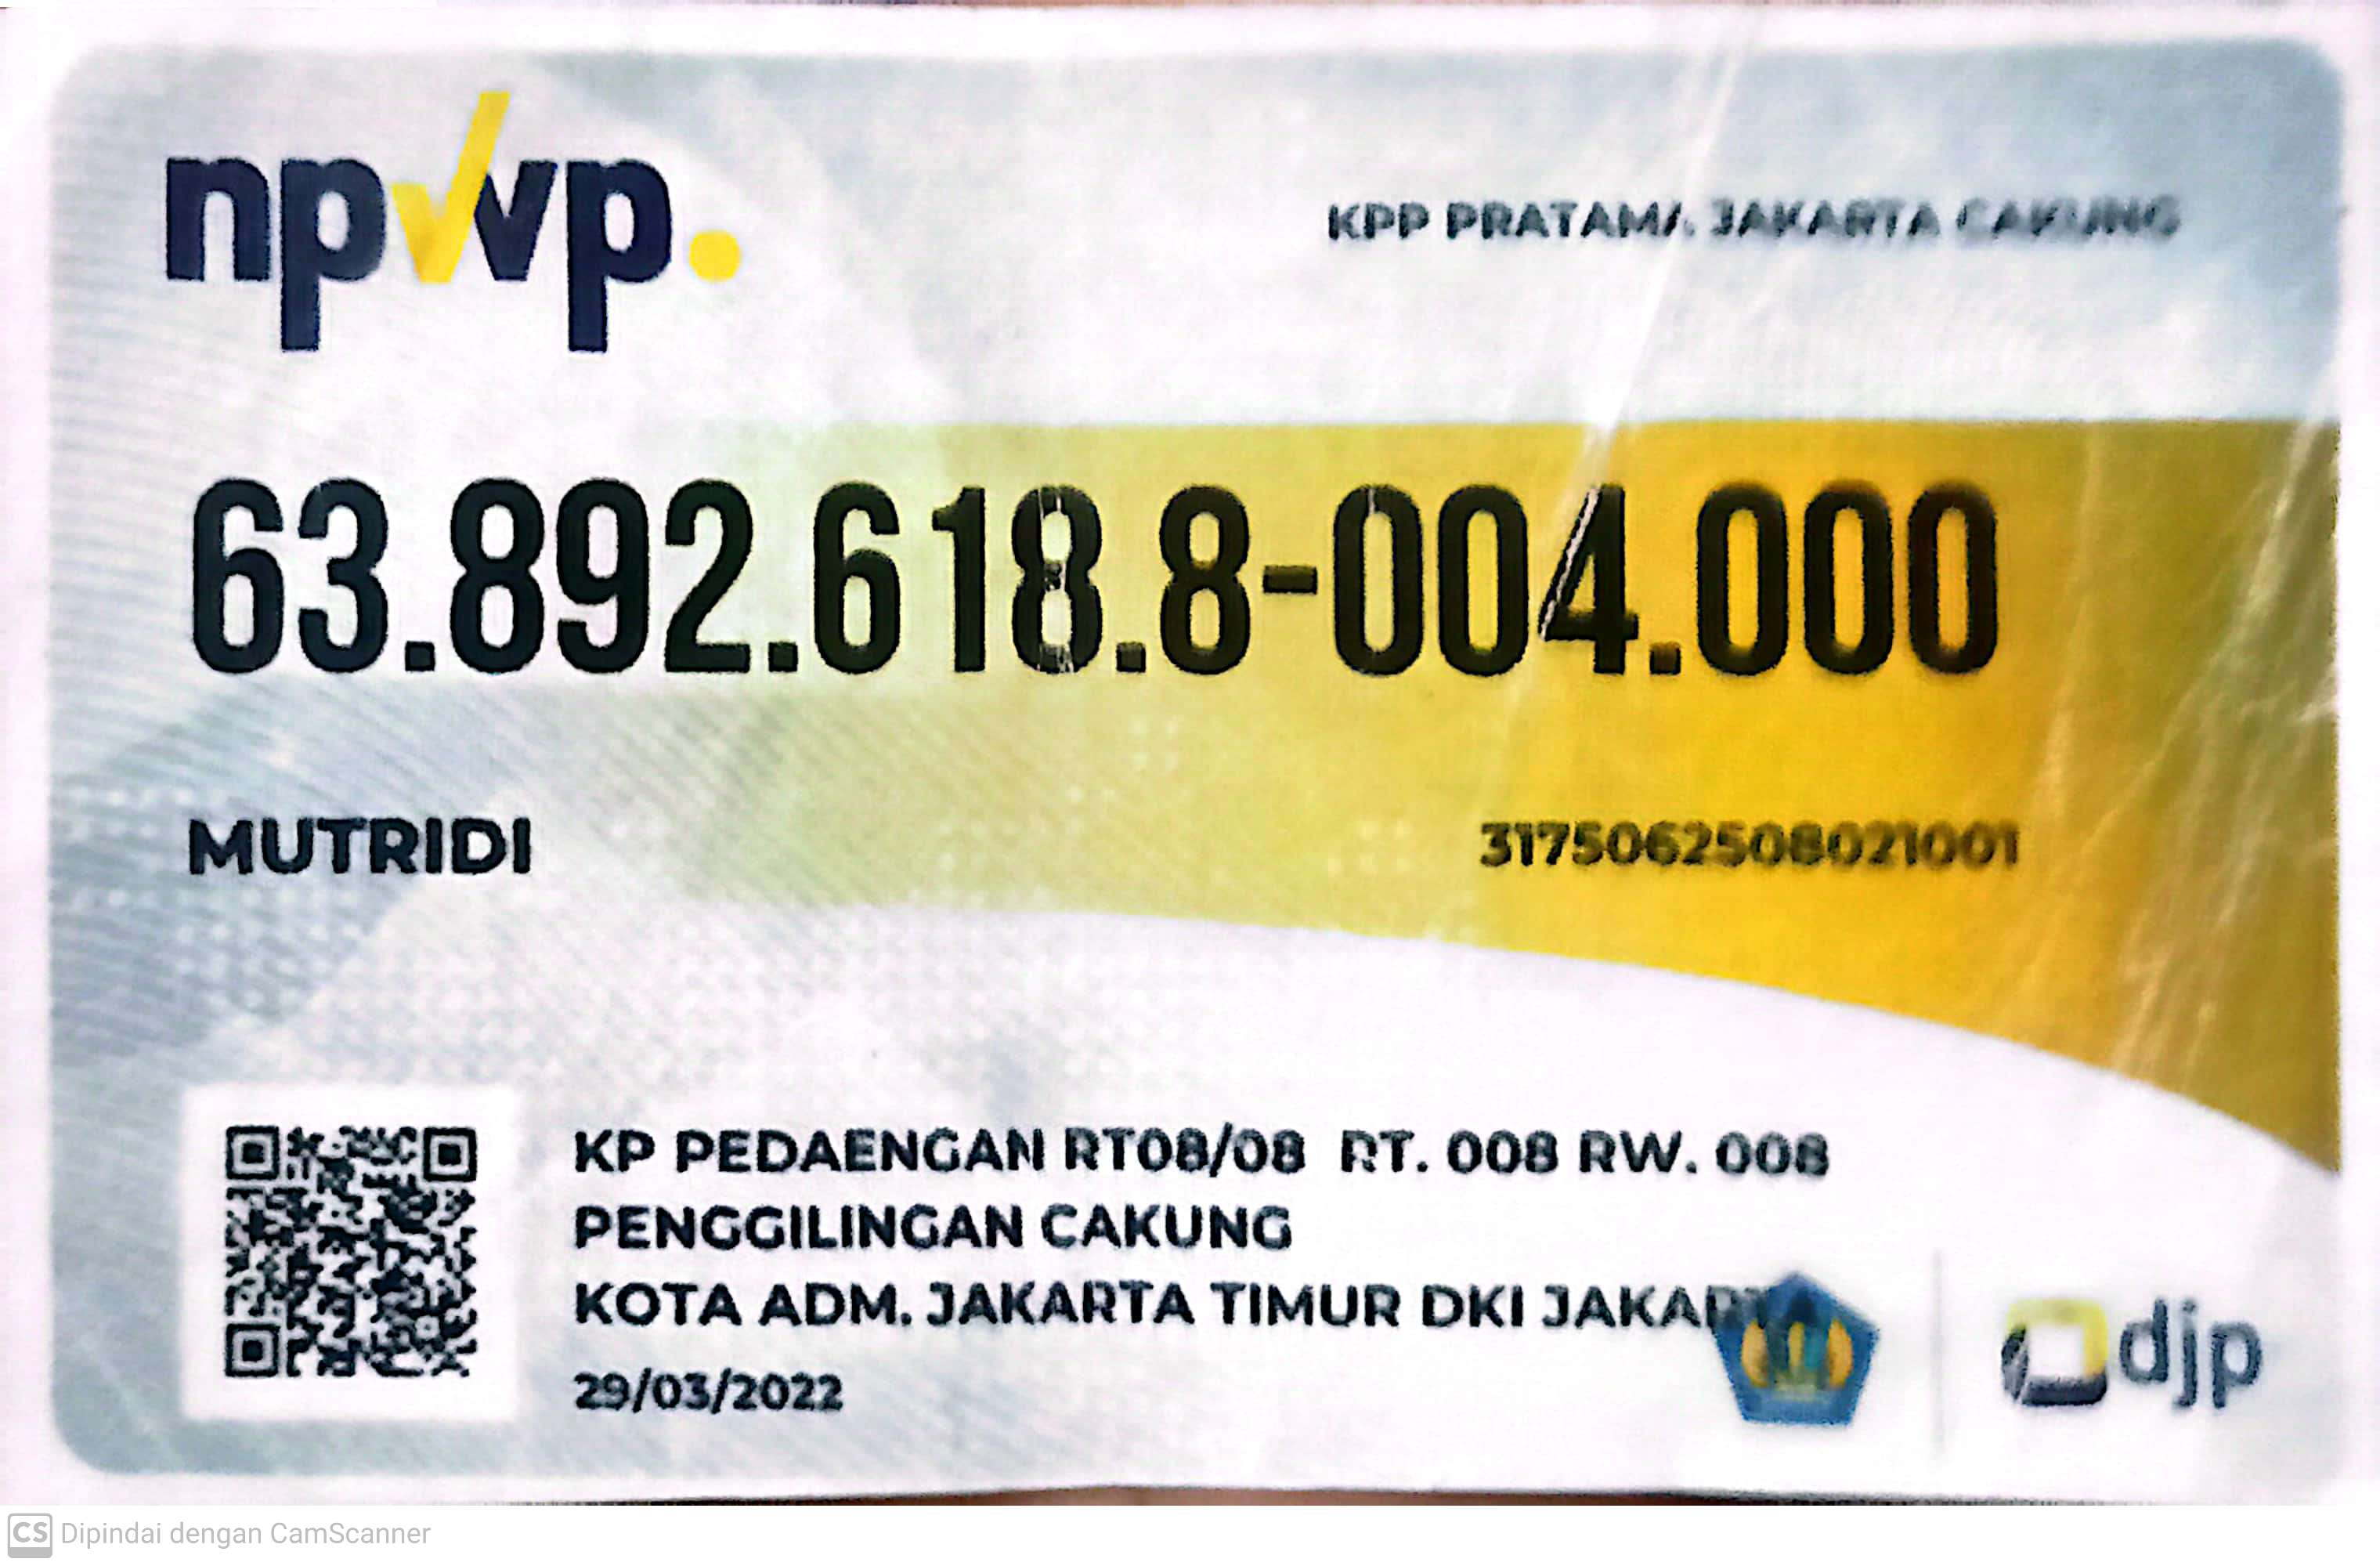 npwp.
KPP PRATAMA JAKARTA CAKUNG
63.892.618.8-004.000
MUTRIDI
3175062508021001
KP PEDAENGAN RT08/08 RT. 008 RW. 008
PENGGILINGAN CAKUNG
KOTA ADM. JAKARTA TIMUR DKI
29/03/2022
djp
CS Dipindai dengan CamScanner